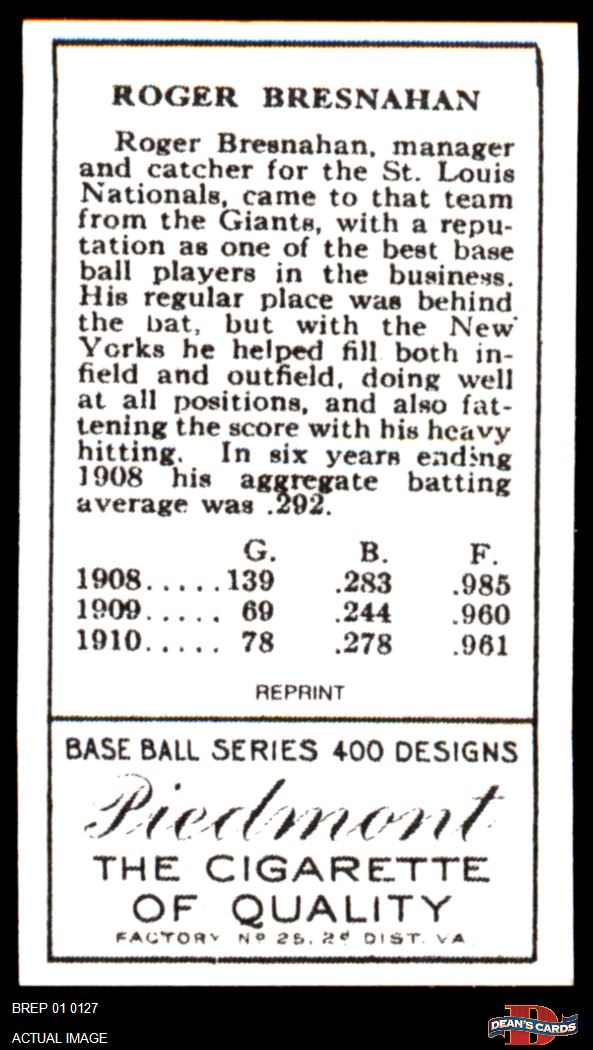 ROGER BRESNAHAN
Roger Bresnahan, manager
and catcher for the St. Louis
Nationals, came to that team
from the Giants, with a repu-
tation as one of the best base
ball players in the business.
His regular place was behind
the bat, but with the New
Yorks he helped fill both in-
field and outfield, doing well
at all positions, and also fat-
tening the score with his heavy
hitting. In six years ending
1908 his aggregate batting
average was .292.
G. B. F.
1908.....139 .283 .985
1909..... 69 .244 .960
1910..... 78 .278 .961
REPRINT
BASE BALL SERIES 400 DESIGNS
Piedmont
THE CIGARETTE
OF QUALITY
FACTORY Nº 25, 2d DIST. VA.
BREP 01 0127
ACTUAL IMAGE
D
DEAN'S CARDS